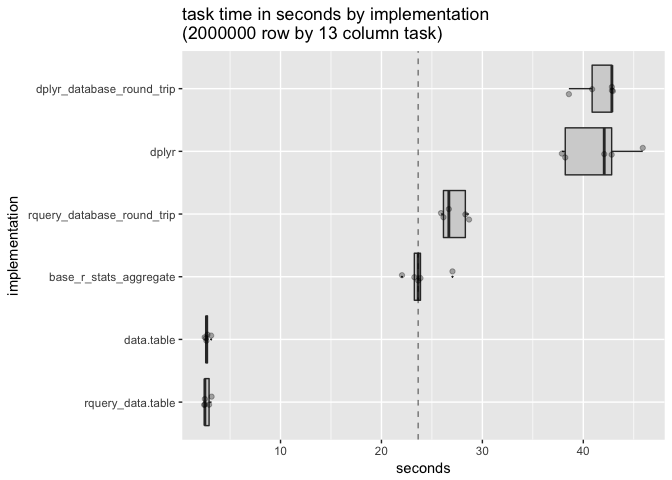 task time in seconds by implementation
(2000000 row by 13 column task)
dplyr_database_round_trip
dplyr
rquery_database_round_trip
base_r_stats_aggregate
data.table
rquery_data.table
implementation
10 20 30 40
seconds